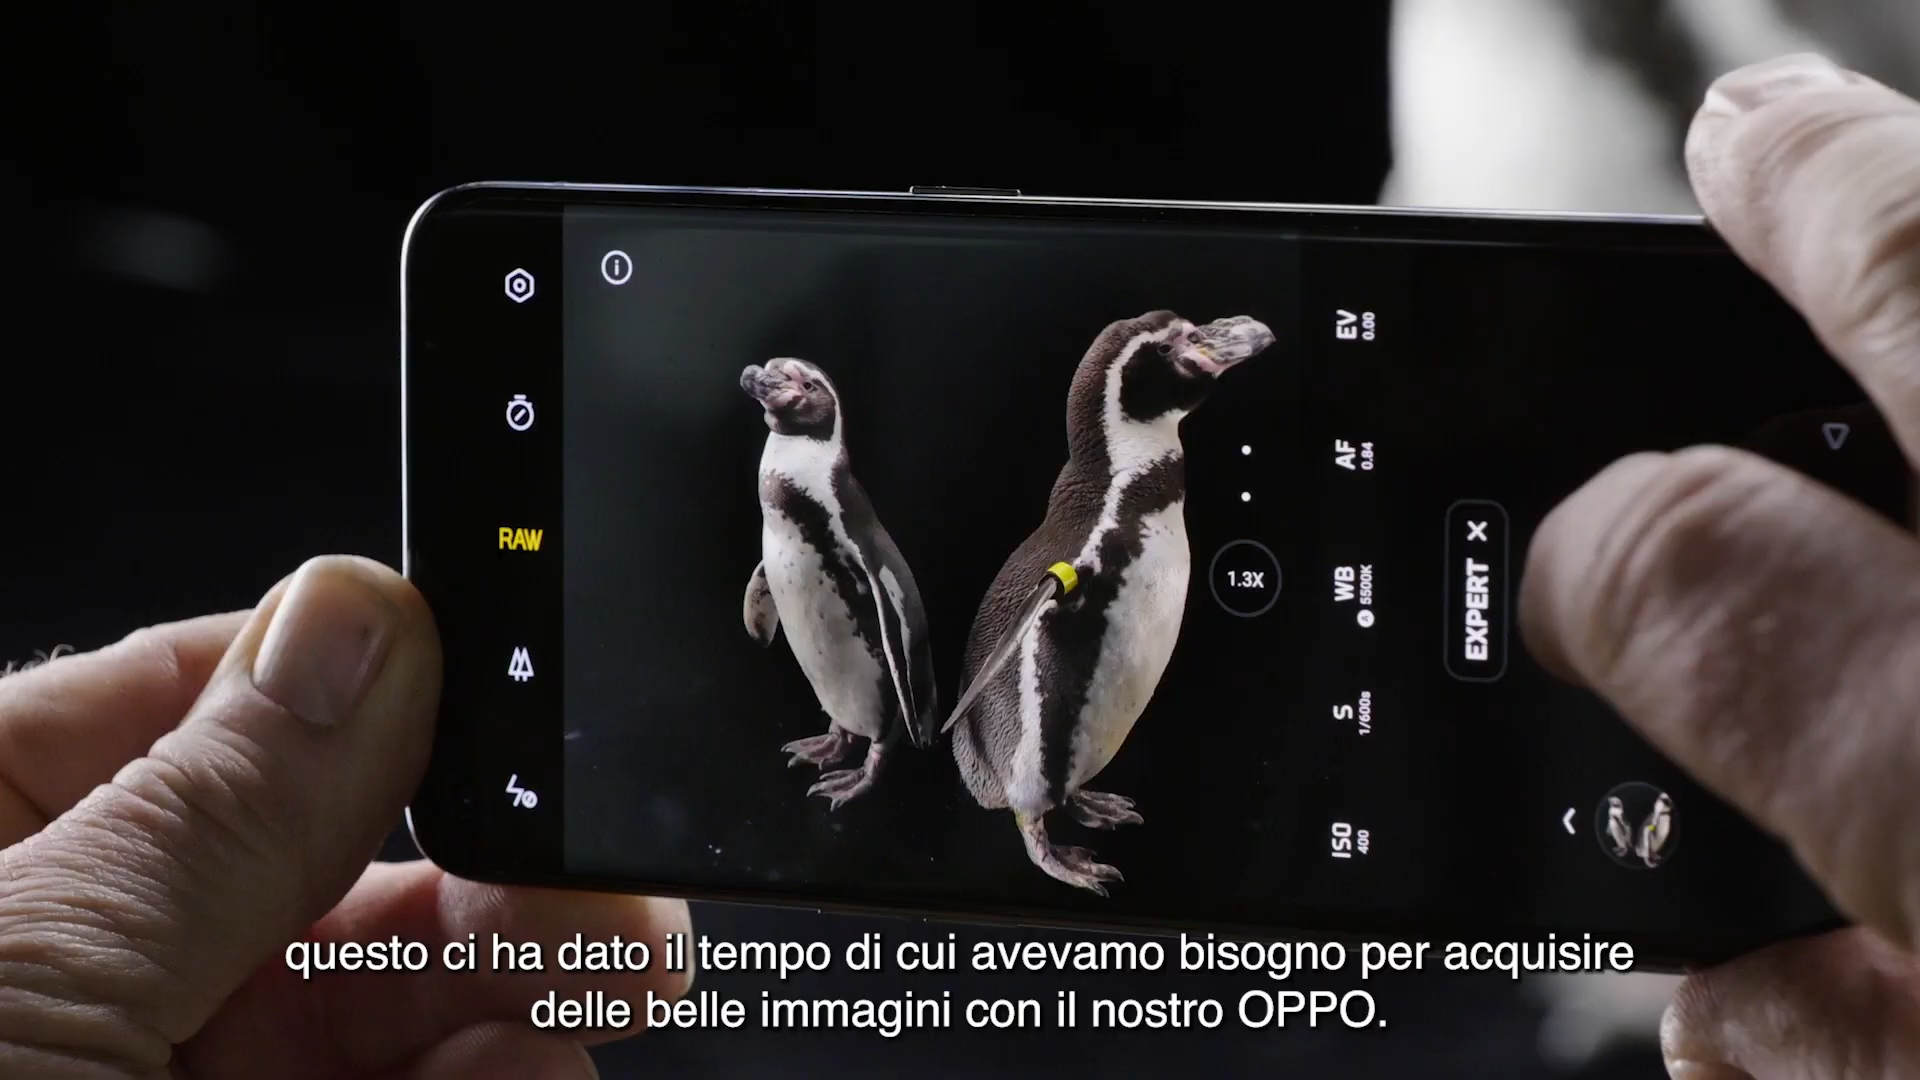 RAW
EV
0.00
AF
0.84
WB
A 5500K
S
1/600s
ISO
400
1.3X
EXPERT X
questo ci ha dato il tempo di cui avevamo bisogno per acquisire
delle belle immagini con il nostro OPPO.